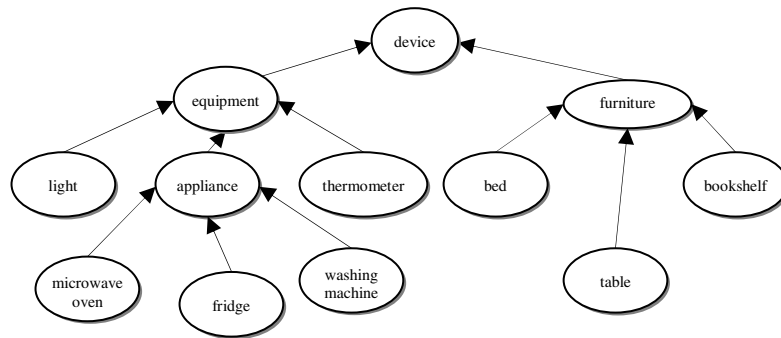 device
equipment
furniture
light
appliance
thermometer
bed
bookshelf
microwave
oven
fridge
washing
machine
table